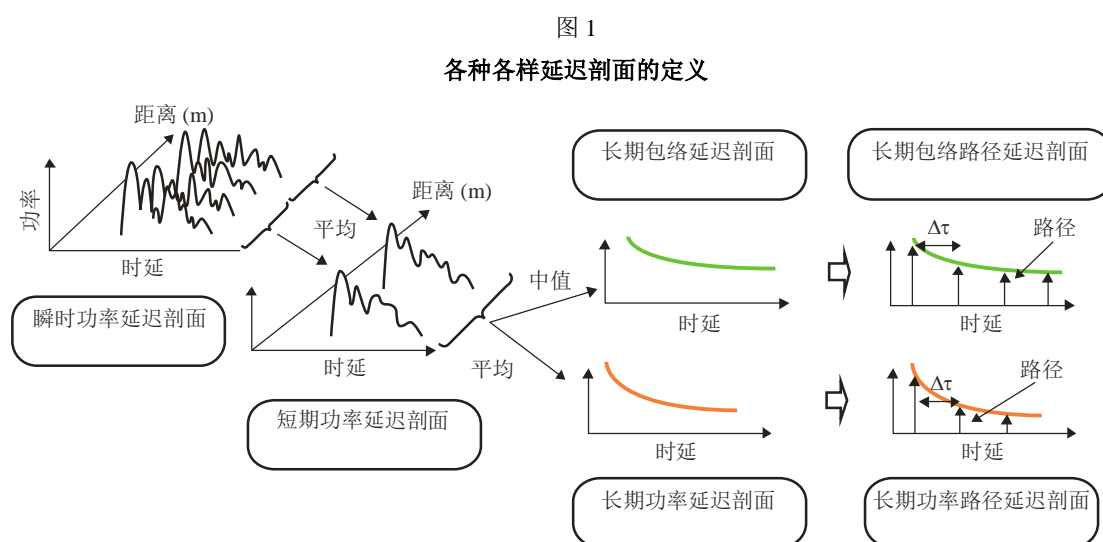 图 1
各种各样延迟剖面的定义
距离 (m)
功率
时延
瞬时功率延迟剖面
平均
距离 (m)
时延
短期功率延迟剖面
中值
平均
长期包络延迟剖面
时延
长期包络路径延迟剖面
Δτ
路径
时延
时延
长期功率延迟剖面
Δτ
路径
时延
长期功率路径延迟剖面